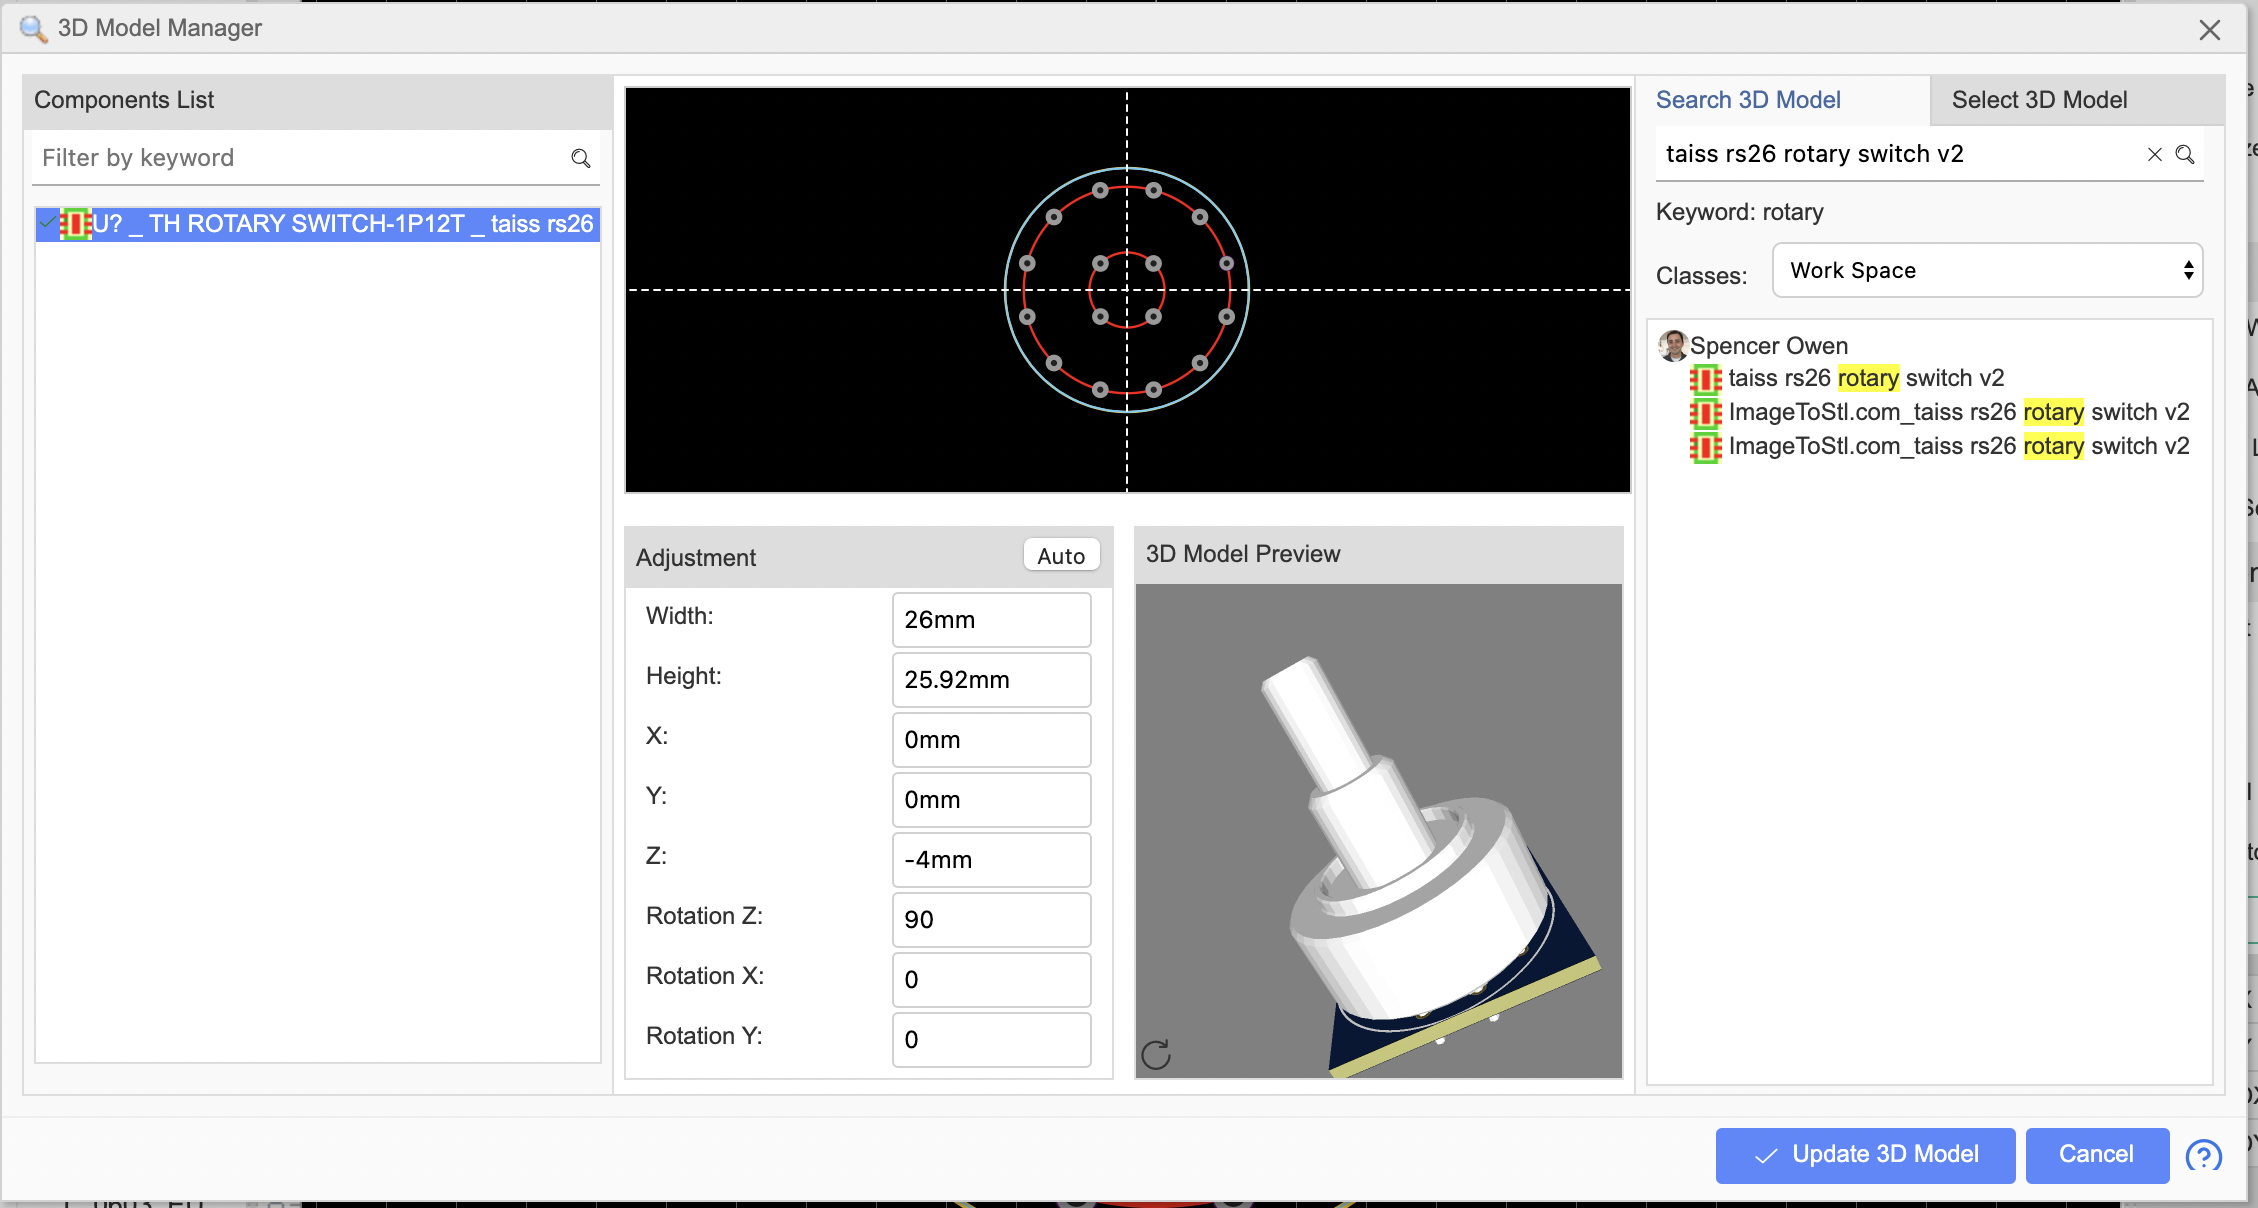 3D Model Manager
Components List
Filter by keyword
U? _ TH ROTARY SWITCH-1P12T _ taiss rs26
Adjustment
Auto
Width:
26mm
Height:
25.92mm
X:
0mm
Y:
0mm
Z:
-4mm
Rotation Z:
90
Rotation X:
0
Rotation Y:
0
3D Model Preview
Search 3D Model
Select 3D Model
taiss rs26 rotary switch v2
Keyword: rotary
Classes:
Work Space
Spencer Owen
taiss rs26 rotary switch v2
ImageToStl.com_taiss rs26 rotary switch v2
ImageToStl.com_taiss rs26 rotary switch v2
Update 3D Model
Cancel
?